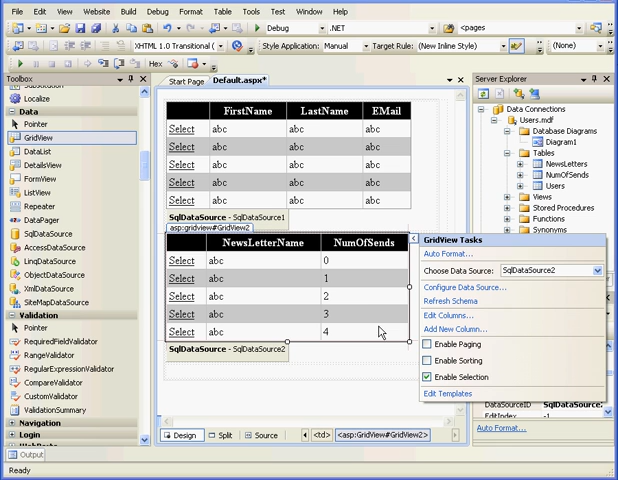 File Edit View Website Build Debug Format Table Tools Test Window Help
Debug .NET <pages
XHTML 1.0 Transitional ( Style Application: Manual Target Rule: (New Inline Style) (None)
Hex
Toolbox
Localize
Data
Pointer
GridView
DataList
DetailsView
FormView
ListView
Repeater
DataPager
SqlDataSource
AccessDataSource
LinqDataSource
ObjectDataSource
XmlDataSource
SiteMapDataSource
Validation
Pointer
RequiredFieldValidator
RangeValidator
RegularExpressionValidator
CompareValidator
CustomValidator
ValidationSummary
Navigation
Login
Output
Ready
Start Page Default.aspx*
FirstName LastName EMail
Select abc abc abc
Select abc abc abc
Select abc abc abc
Select abc abc abc
Select abc abc abc
SqlDataSource - SqlDataSource1
asp:gridview#GridView2
NewsLetterName NumOfSends
Select abc 0
Select abc 1
Select abc 2
Select abc 3
Select abc 4
SqlDataSource - SqlDataSource2
Design Split Source <td> <asp:GridView#GridView2>
GridView Tasks
Auto Format...
Choose Data Source: SqlDataSource2
Configure Data Source...
Refresh Schema
Edit Columns...
Add New Column...
Enable Paging
Enable Sorting
Enable Selection
Edit Templates
Server Explorer
Data Connections
Users.mdf
Database Diagrams
Diagram1
Tables
NewsLetters
NumOfSends
Users
Views
Stored Procedures
Functions
Synonyms
DataSourceID SqlDataSource.
EditIndex -1
Auto Format...